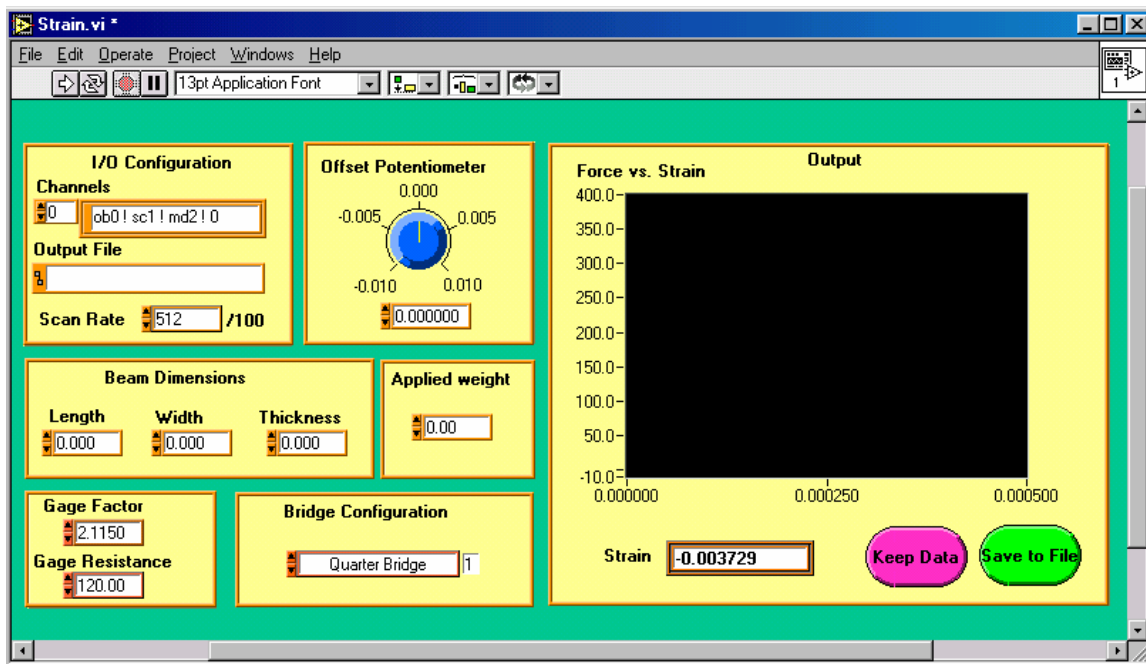 Strain.vi *
File Edit Operate Project Windows Help
13pt Application Font
1
I/O Configuration
Channels
0
ob0 ! sc1 ! md2 ! 0
Output File
Scan Rate 512 /100
Offset Potentiometer
0.000
-0.005 0.005
-0.010 0.010
0.000000
Beam Dimensions
Length Width Thickness
0.000 0.000 0.000
Applied weight
0.00
Gage Factor
2.1150
Gage Resistance
120.00
Bridge Configuration
Quarter Bridge 1
Output
Force vs. Strain
400.0
350.0
300.0
250.0
200.0
150.0
100.0
50.0
-10.0
0.000000 0.000250 0.000500
Strain -0.003729
Keep Data
Save to File